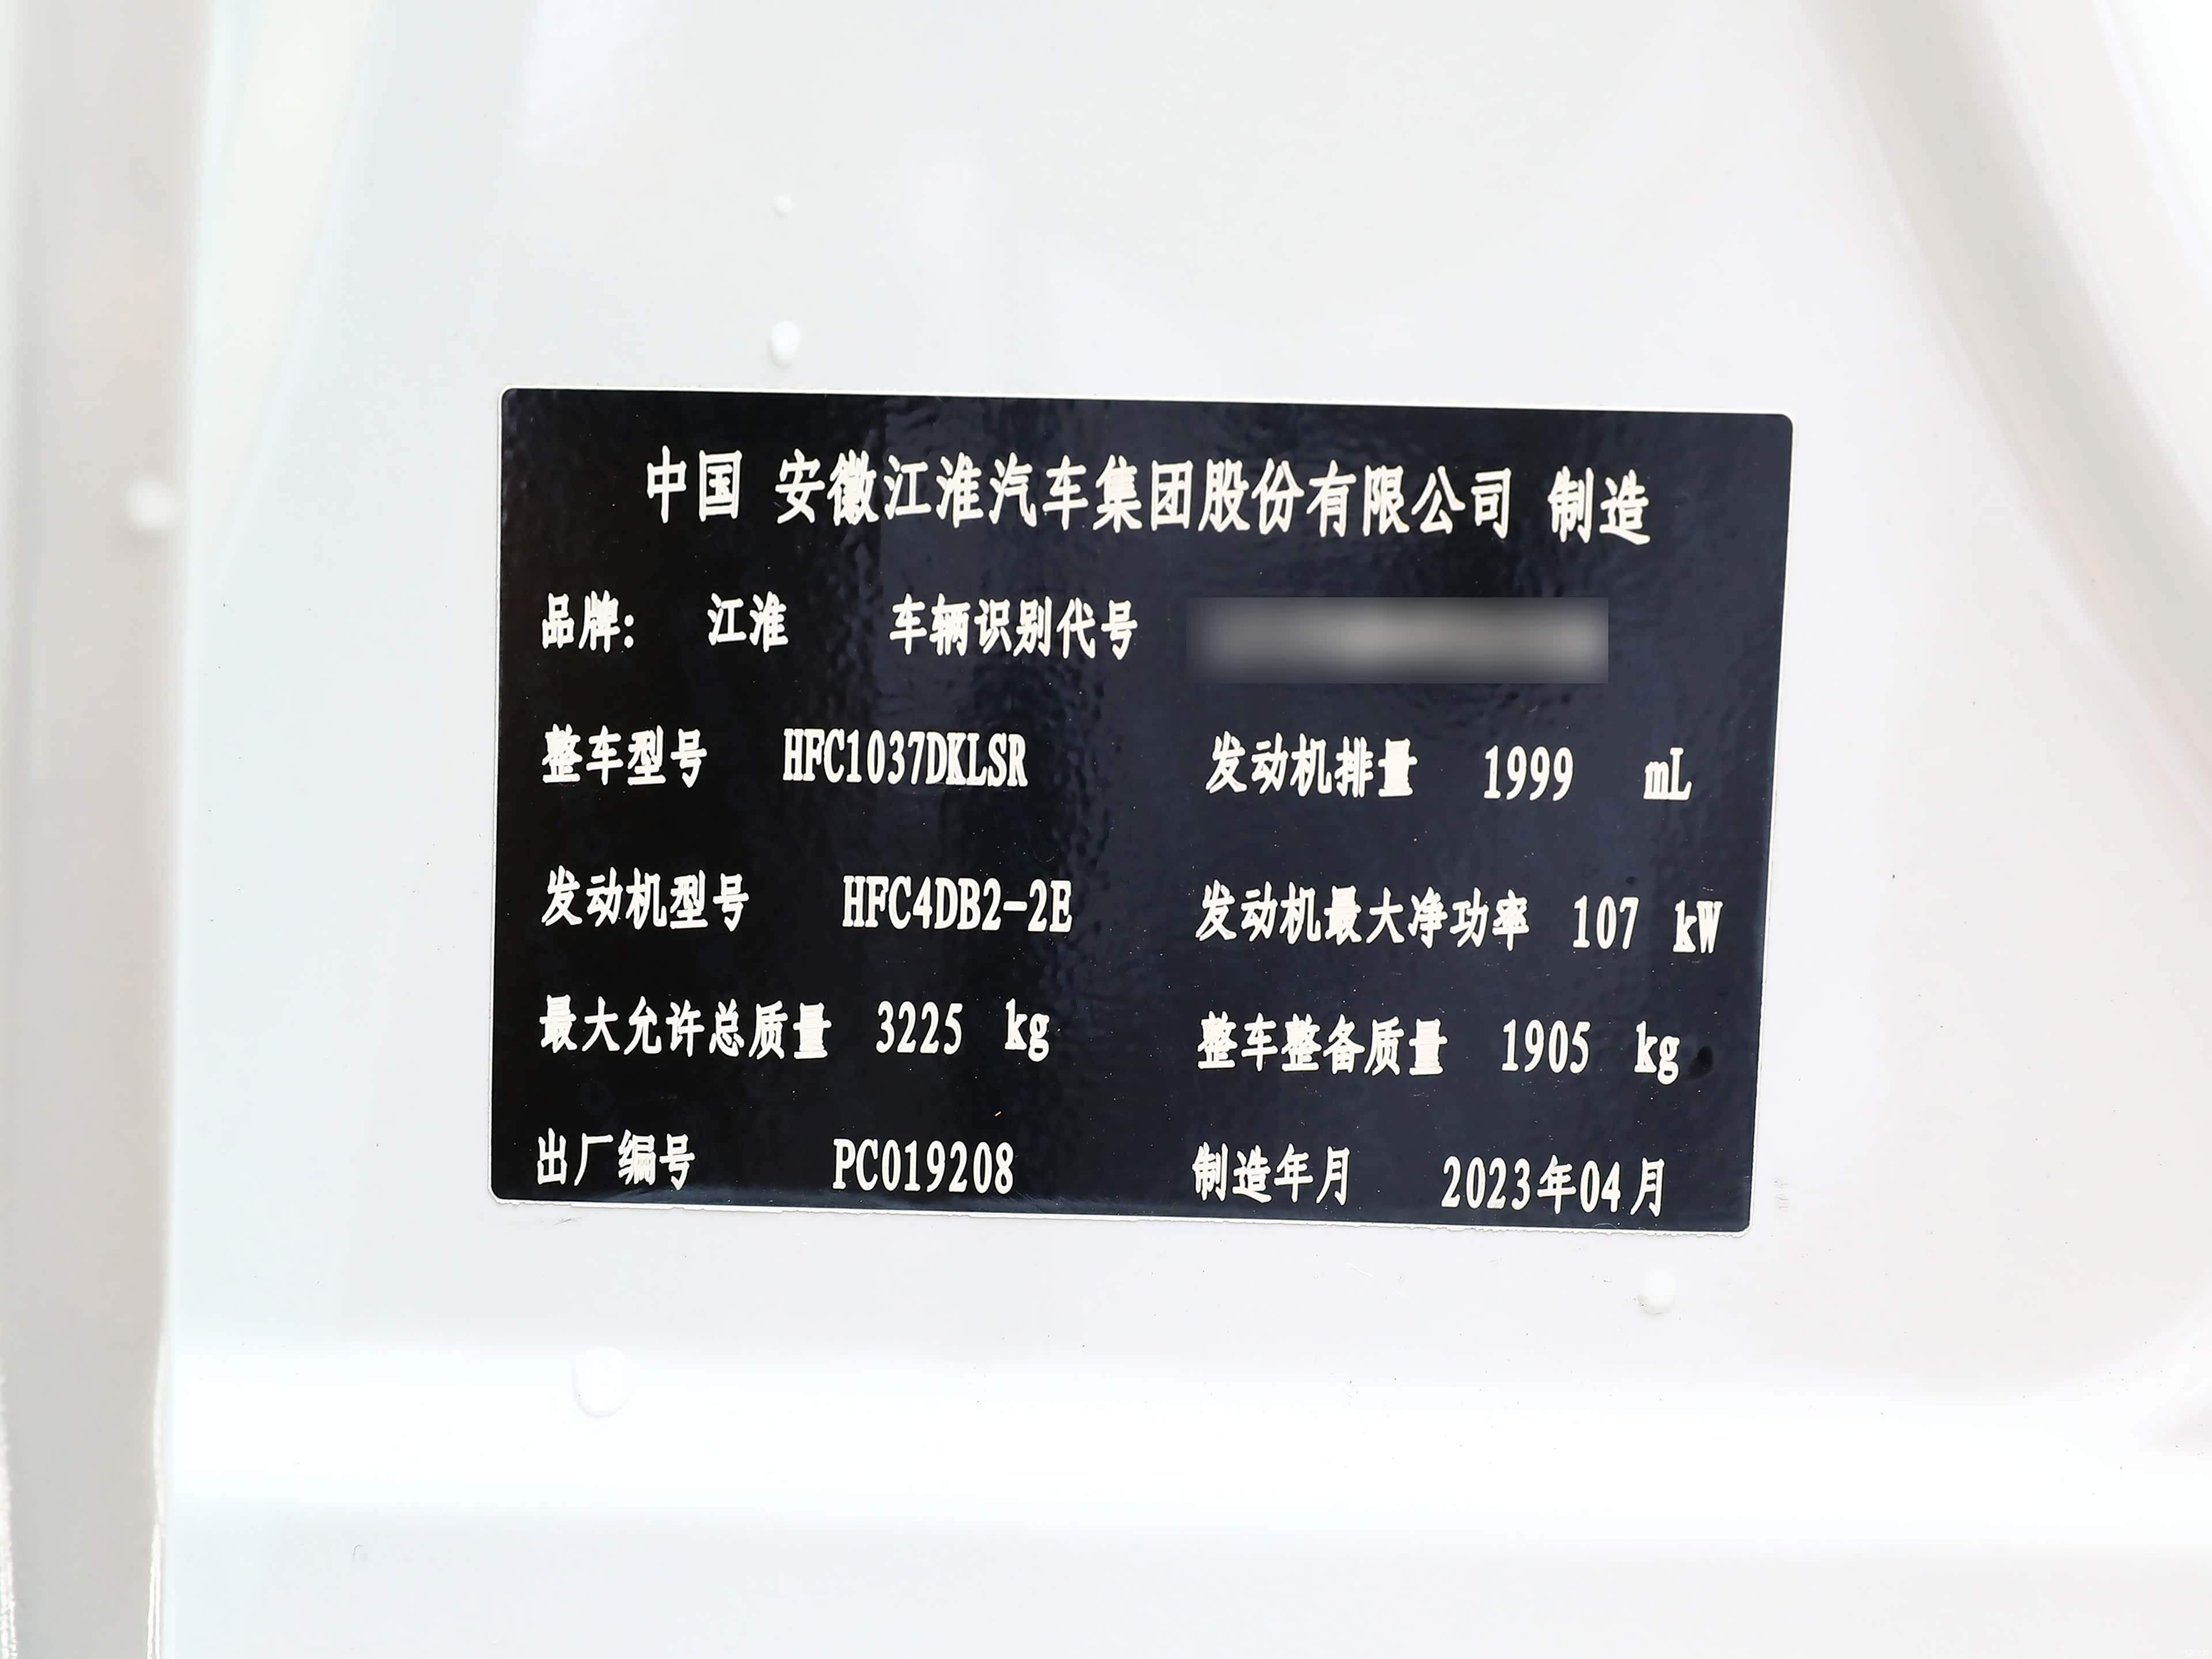 中国 安徽江淮汽车集团股份有限公司 制造
品牌: 江淮 车辆识别代号
整车型号 HFC1037DKLSR 发动机排量 1999 mL
发动机型号 HFC4DB2-2E 发动机最大净功率 107 kW
最大允许总质量 3225 kg 整车整备质量 1905 kg
出厂编号 PC019208 制造年月 2023年04月